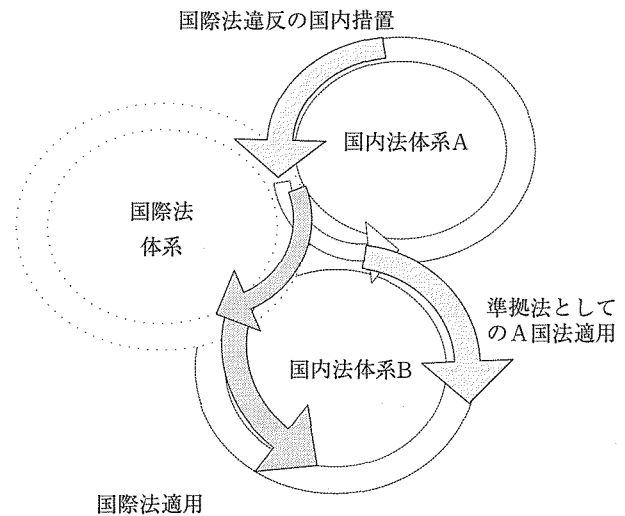 国際法違反の国内措置
国内法体系A
国際法
体系
準拠法として
のA国法適用
国内法体系B
国際法適用